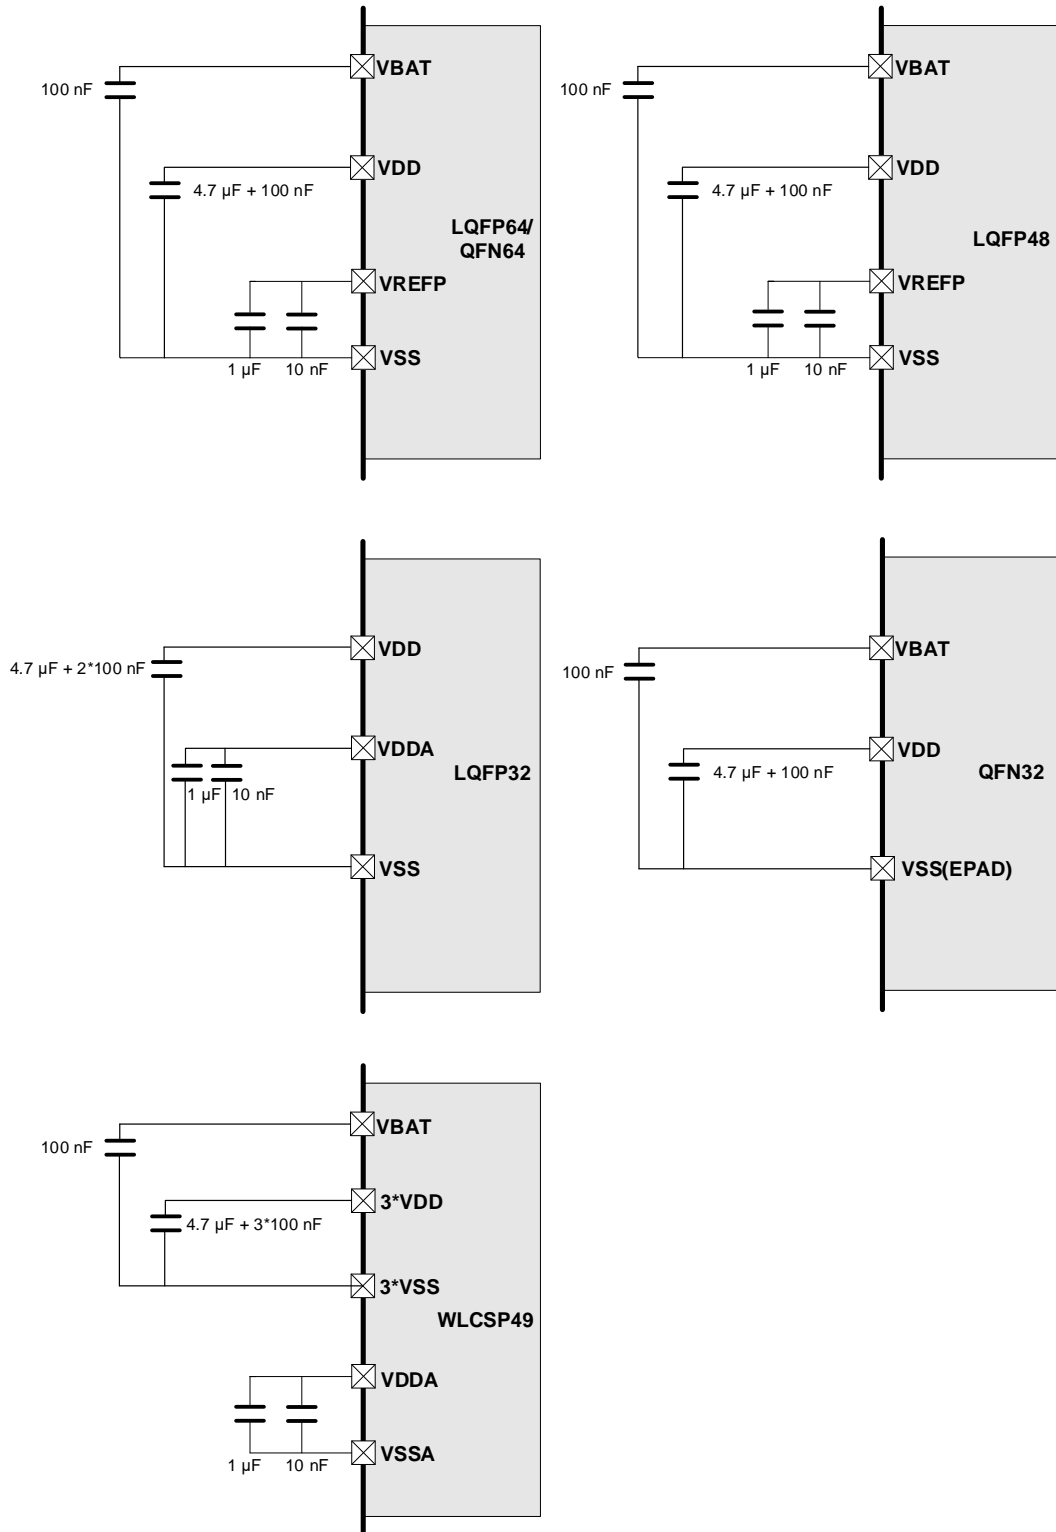 VBAT
100 nF
VDD
4.7 µF + 100 nF
LQFP64/
QFN64
VREFP
VSS
1 µF
10 nF
VBAT
100 nF
VDD
4.7 µF + 100 nF
LQFP48
VREFP
VSS
1 µF
10 nF
VDD
4.7 µF + 2*100 nF
VDDA
LQFP32
1 µF
10 nF
VSS
VBAT
100 nF
VDD
4.7 µF + 100 nF
QFN32
VSS(EPAD)
VBAT
100 nF
3*VDD
4.7 µF + 3*100 nF
3*VSS
WLCSP49
VDDA
VSSA
1 µF
10 nF